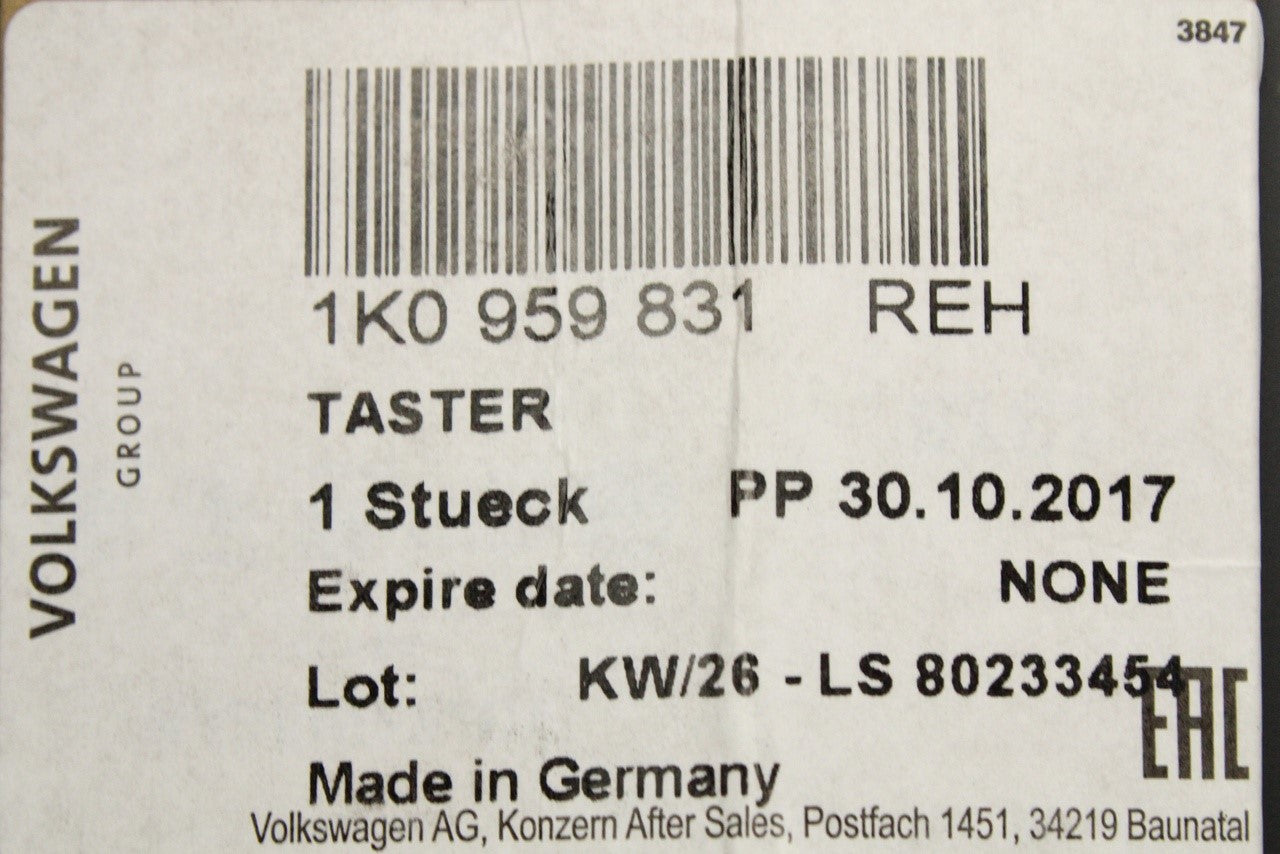 3847
VOLKSWAGEN
GROUP
1K0 959 831 REH
TASTER
1 Stueck PP 30.10.2017
Expire date: NONE
Lot: KW/26 - LS 80233454
EAC
Made in Germany
Volkswagen AG, Konzern After Sales, Postfach 1451, 34219 Baunatal